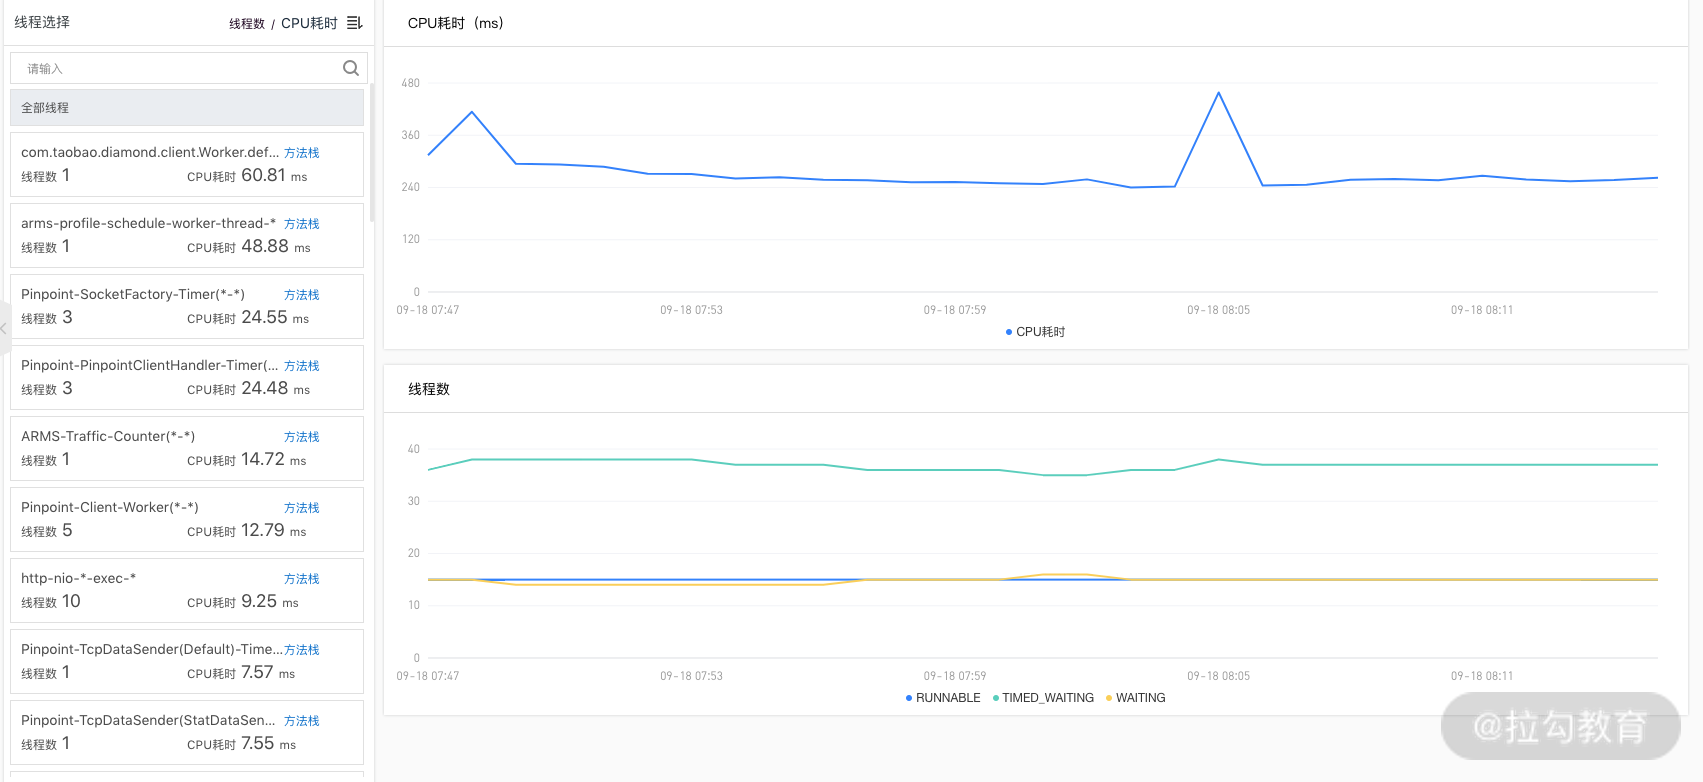 线程选择
线程数 / CPU耗时
请输入
全部线程
com.taobao.diamond.client.Worker.def... 方法栈
线程数 1 CPU耗时 60.81 ms
arms-profile-schedule-worker-thread-* 方法栈
线程数 1 CPU耗时 48.88 ms
Pinpoint-SocketFactory-Timer(*-*) 方法栈
线程数 3 CPU耗时 24.55 ms
Pinpoint-PinpointClientHandler-Timer(... 方法栈
线程数 3 CPU耗时 24.48 ms
ARMS-Traffic-Counter(*-*) 方法栈
线程数 1 CPU耗时 14.72 ms
Pinpoint-Client-Worker(*-*) 方法栈
线程数 5 CPU耗时 12.79 ms
http-nio-*-exec-* 方法栈
线程数 10 CPU耗时 9.25 ms
Pinpoint-TcpDataSender(Default)-Time... 方法栈
线程数 1 CPU耗时 7.57 ms
Pinpoint-TcpDataSender(StatDataSen... 方法栈
线程数 1 CPU耗时 7.55 ms
CPU耗时（ms）
480
360
240
120
0
09-18 07:47 09-18 07:53 09-18 07:59 09-18 08:05 09-18 08:11
CPU耗时
线程数
40
30
20
10
0
09-18 07:47 09-18 07:53 09-18 07:59 09-18 08:05 09-18 08:11
RUNNABLE TIMED_WAITING WAITING
@拉勾教育